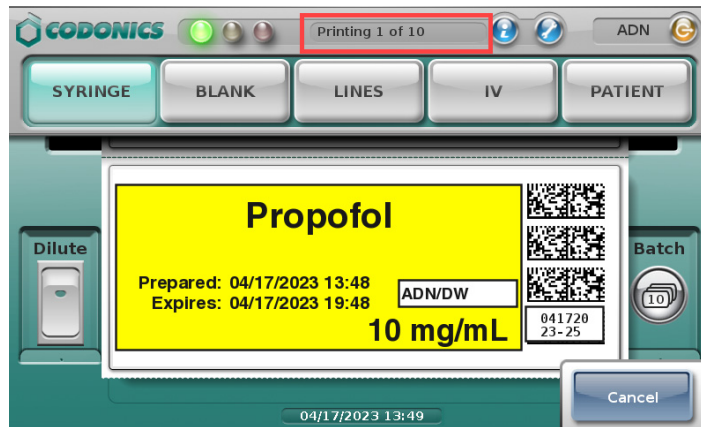 CODONICS
Printing 1 of 10
i
?
ADN
SYRINGE
BLANK
LINES
IV
PATIENT
Propofol
Dilute
Batch
Prepared: 04/17/2023 13:48
Expires: 04/17/2023 19:48
ADN/DW
10
10 mg/mL
041720
23-25
Cancel
04/17/2023 13:49